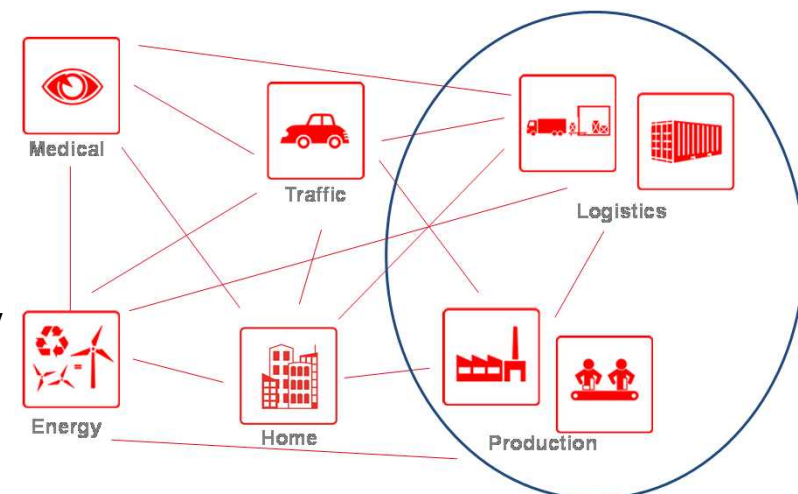 Medical
Traffic
Logistics
Energy
Home
Production